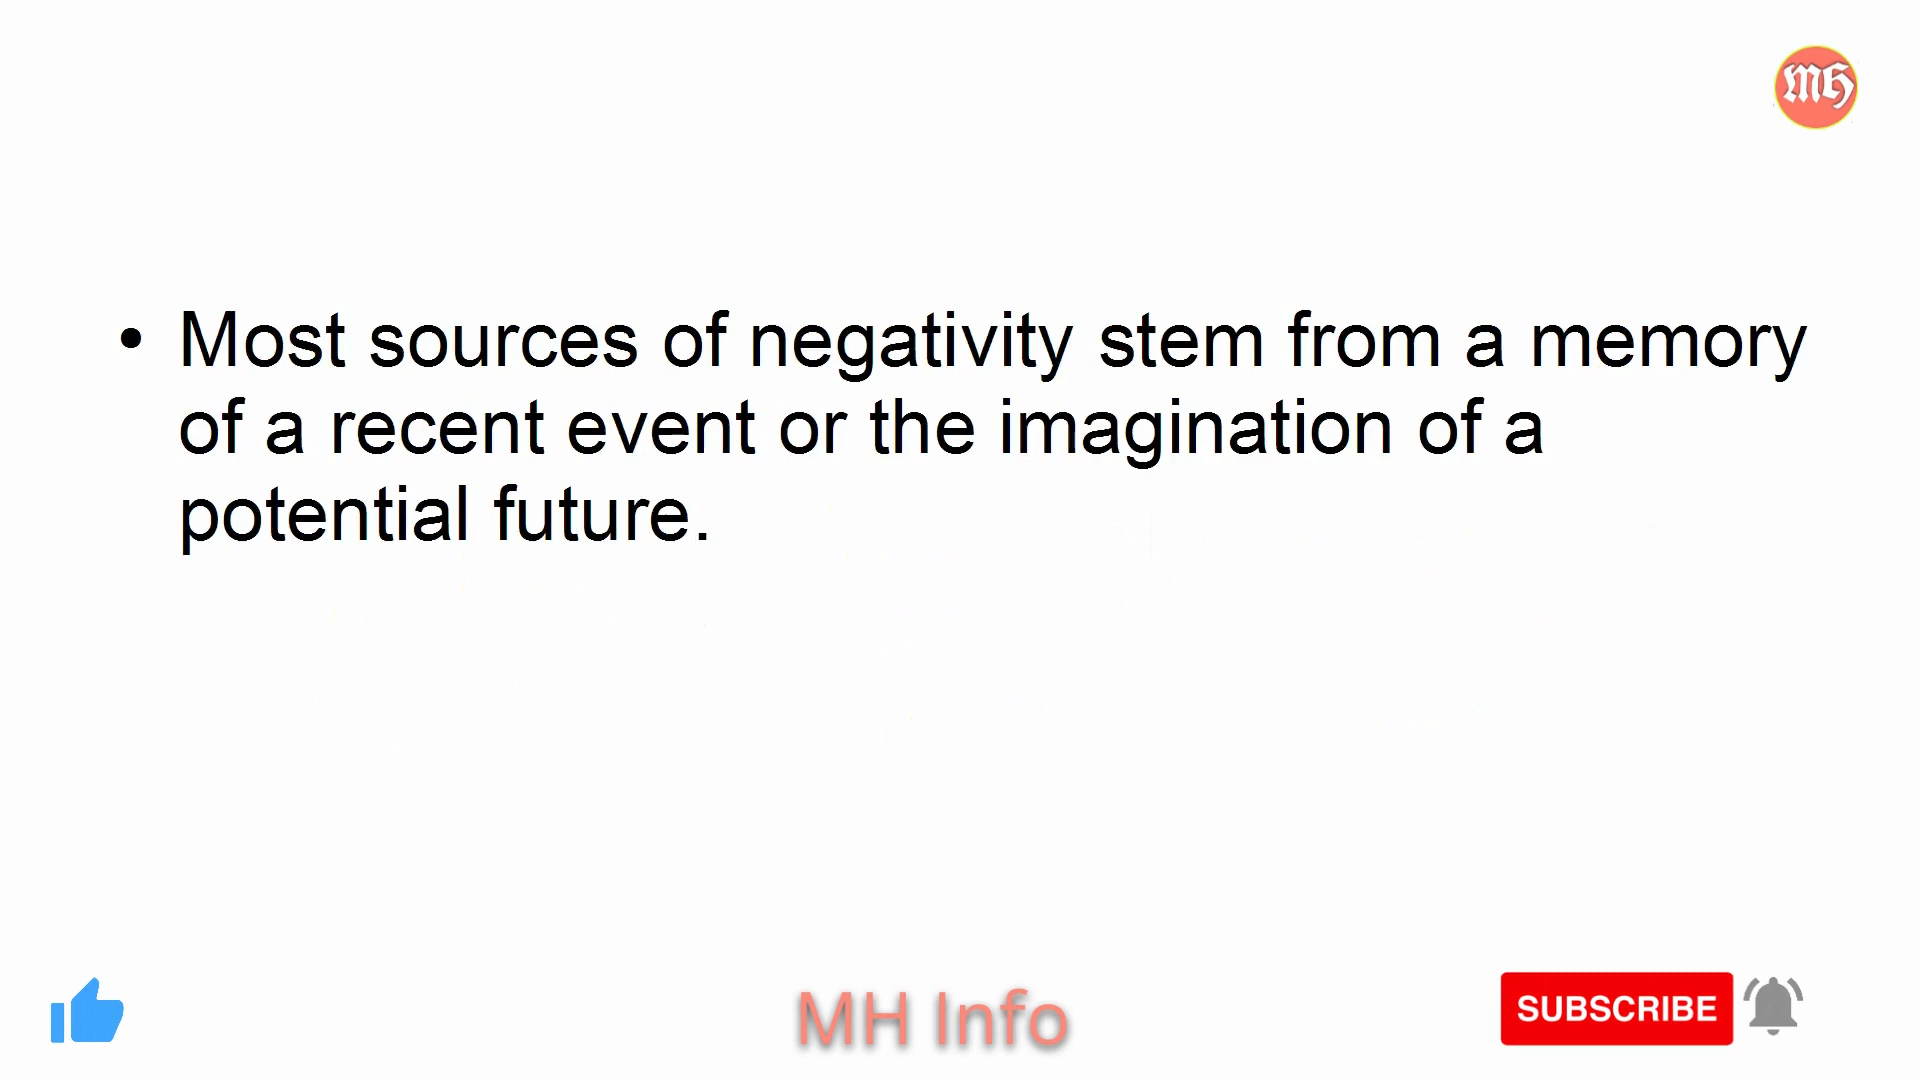 MH
• Most sources of negativity stem from a memory
of a recent event or the imagination of a
potential future.
MH Info
SUBSCRIBE